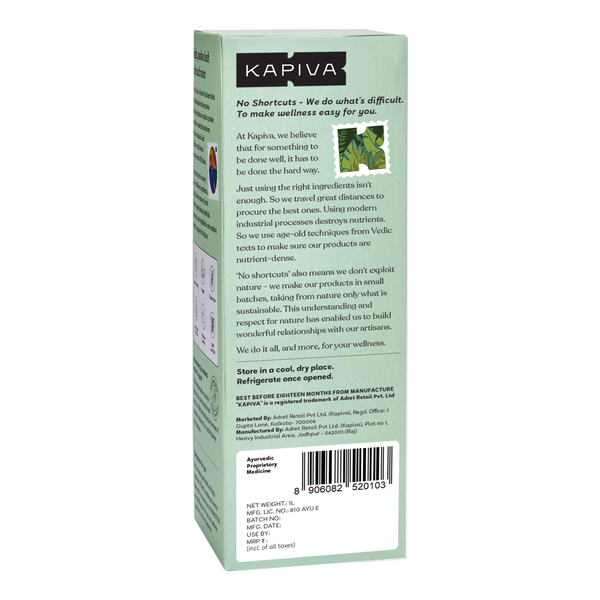 KAPIVA
No Shortcuts - We do what's difficult.
To make wellness easy for you.
At Kapiva, we believe
that for something to
be done well, it has to
be done the hard way.
Just using the right ingredients isn't
enough. So we travel great distances to
procure the best ones. Using modern
industrial processes destroys nutrients.
So we use age-old techniques from Vedic
texts to make sure our products are
nutrient-dense.
'No shortcuts' also means we don't exploit
nature - we make our products in small
batches, taking from nature only what is
sustainable. This understanding and
respect for nature has enabled us to build
wonderful relationships with our artisans.
We do it all, and more, for your wellness.
Store in a cool, dry place.
Refrigerate once opened.
BEST BEFORE EIGHTEEN MONTHS FROM MANUFACTURE
"KAPIVA" is a registered trademark of Adret Retail Pvt. Ltd
Marketed By: Adret Retail Pvt Ltd. (Kapiva), Regd. Office: 1
Gupta Lane, Kolkata- 700006
Manufactured By: Adret Retail Pvt Ltd. (Kapiva), Plot no 1,
Heavy Industrial Area, Jodhpur - 342001 (Raj)
Ayurvedic
Proprietary
Medicine
8 906082 520103
NET WEIGHT.: 1L
MFG. LIC. NO.: 810 AYU E
BATCH NO:
MFG. DATE:
USE BY:
MRP ₹ :
(incl. of all taxes)